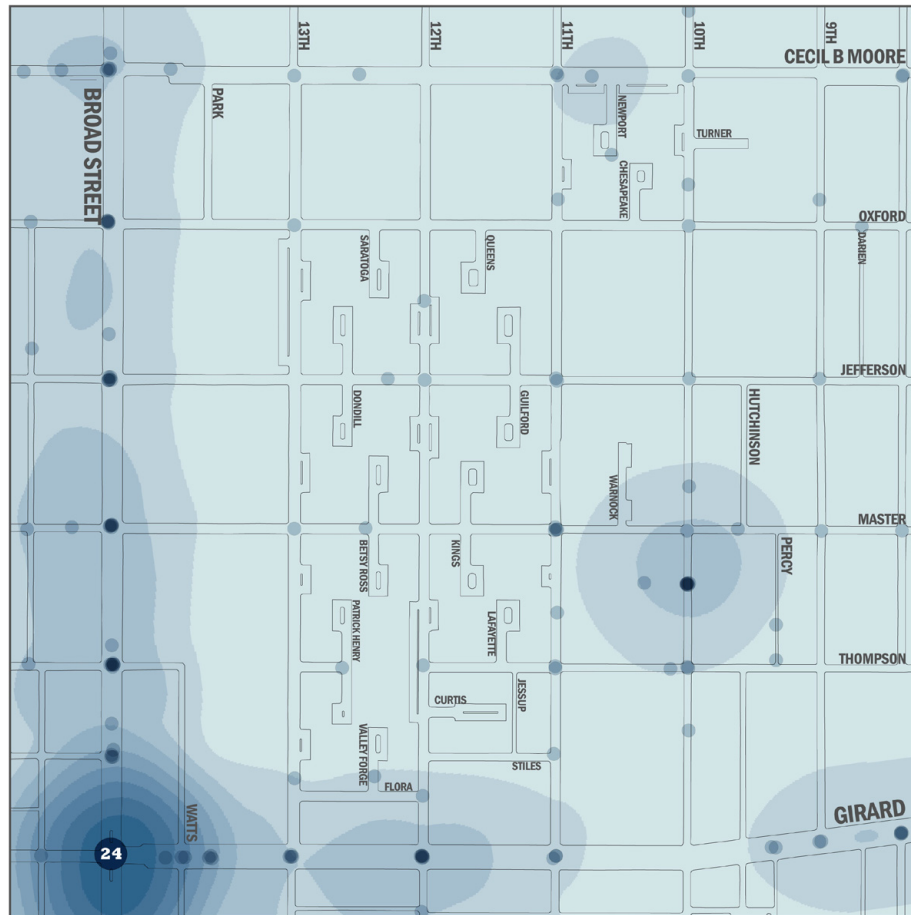 13TH
12TH
11TH
10TH
9TH
CECIL B MOORE
BROAD STREET
PARK
NEWPORT
TURNER
CHESAPEAKE
OXFORD
SARATOGA
QUEENS
DARIEN
JEFFERSON
DONDILL
GUILFORD
HUTCHINSON
WARNOCK
MASTER
BETSY ROSS
KINGS
PERCY
PATRICK HENRY
LAFAYETTE
THOMPSON
CURTIS
JESSUP
VALLEY FORGE
STILES
FLORA
WATTS
GIRARD
24